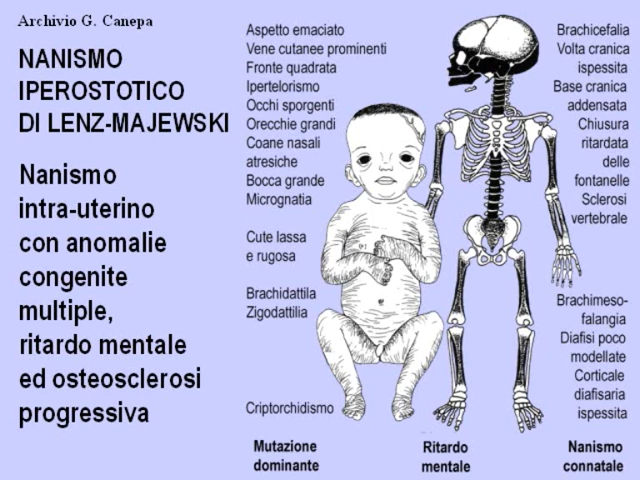 Archivio G. Canepa
NANISMO
IPEROSTOTICO
DI LENZ-MAJEWSKI
Nanismo
intra-uterino
con anomalie
congenite
multiple,
ritardo mentale
ed osteosclerosi
progressiva
Aspetto emaciato
Vene cutanee prominenti
Fronte quadrata
Ipertelorismo
Occhi sporgenti
Orecchie grandi
Coane nasali
atresiche
Bocca grande
Micrognatia
Cute lassa
e rugosa
Brachidattila
Zigodattilia
Criptorchidismo
Brachicefalia
Volta cranica
ispessita
Base cranica
addensata
Chiusura
ritardata
delle
fontanelle
Sclerosi
vertebrale
Brachimeso-
falangia
Diafisi poco
modellate
Corticale
diafisaria
ispessita
Mutazione
dominante
Ritardo
mentale
Nanismo
connatale